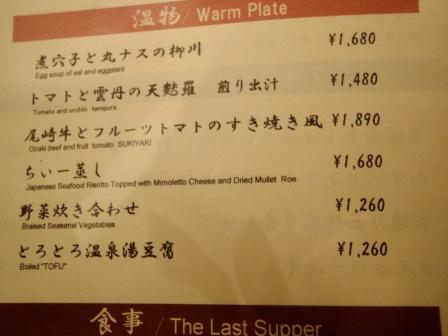 温物 / Warm Plate
煮穴子と丸ナスの柳川 ¥1,680
Egg soup of eel and eggplant
トマトと雲丹の天麩羅 煎り出汁 ¥1,480
Tomato and urchin tempura
尾崎牛とフルーツトマトのすき焼き風 ¥1,890
Ozaki beef and fruit tomato SUKIYAKI
ちぃー蒸し ¥1,680
Japanese Seafood Risotto Topped with Mimoletto Cheese and Dried Mullet Roe
野菜炊き合わせ ¥1,260
Braised Seasenal Vegetables
とろとろ温泉湯豆腐 ¥1,260
Boiled "TOFU"
食事 / The Last Supper